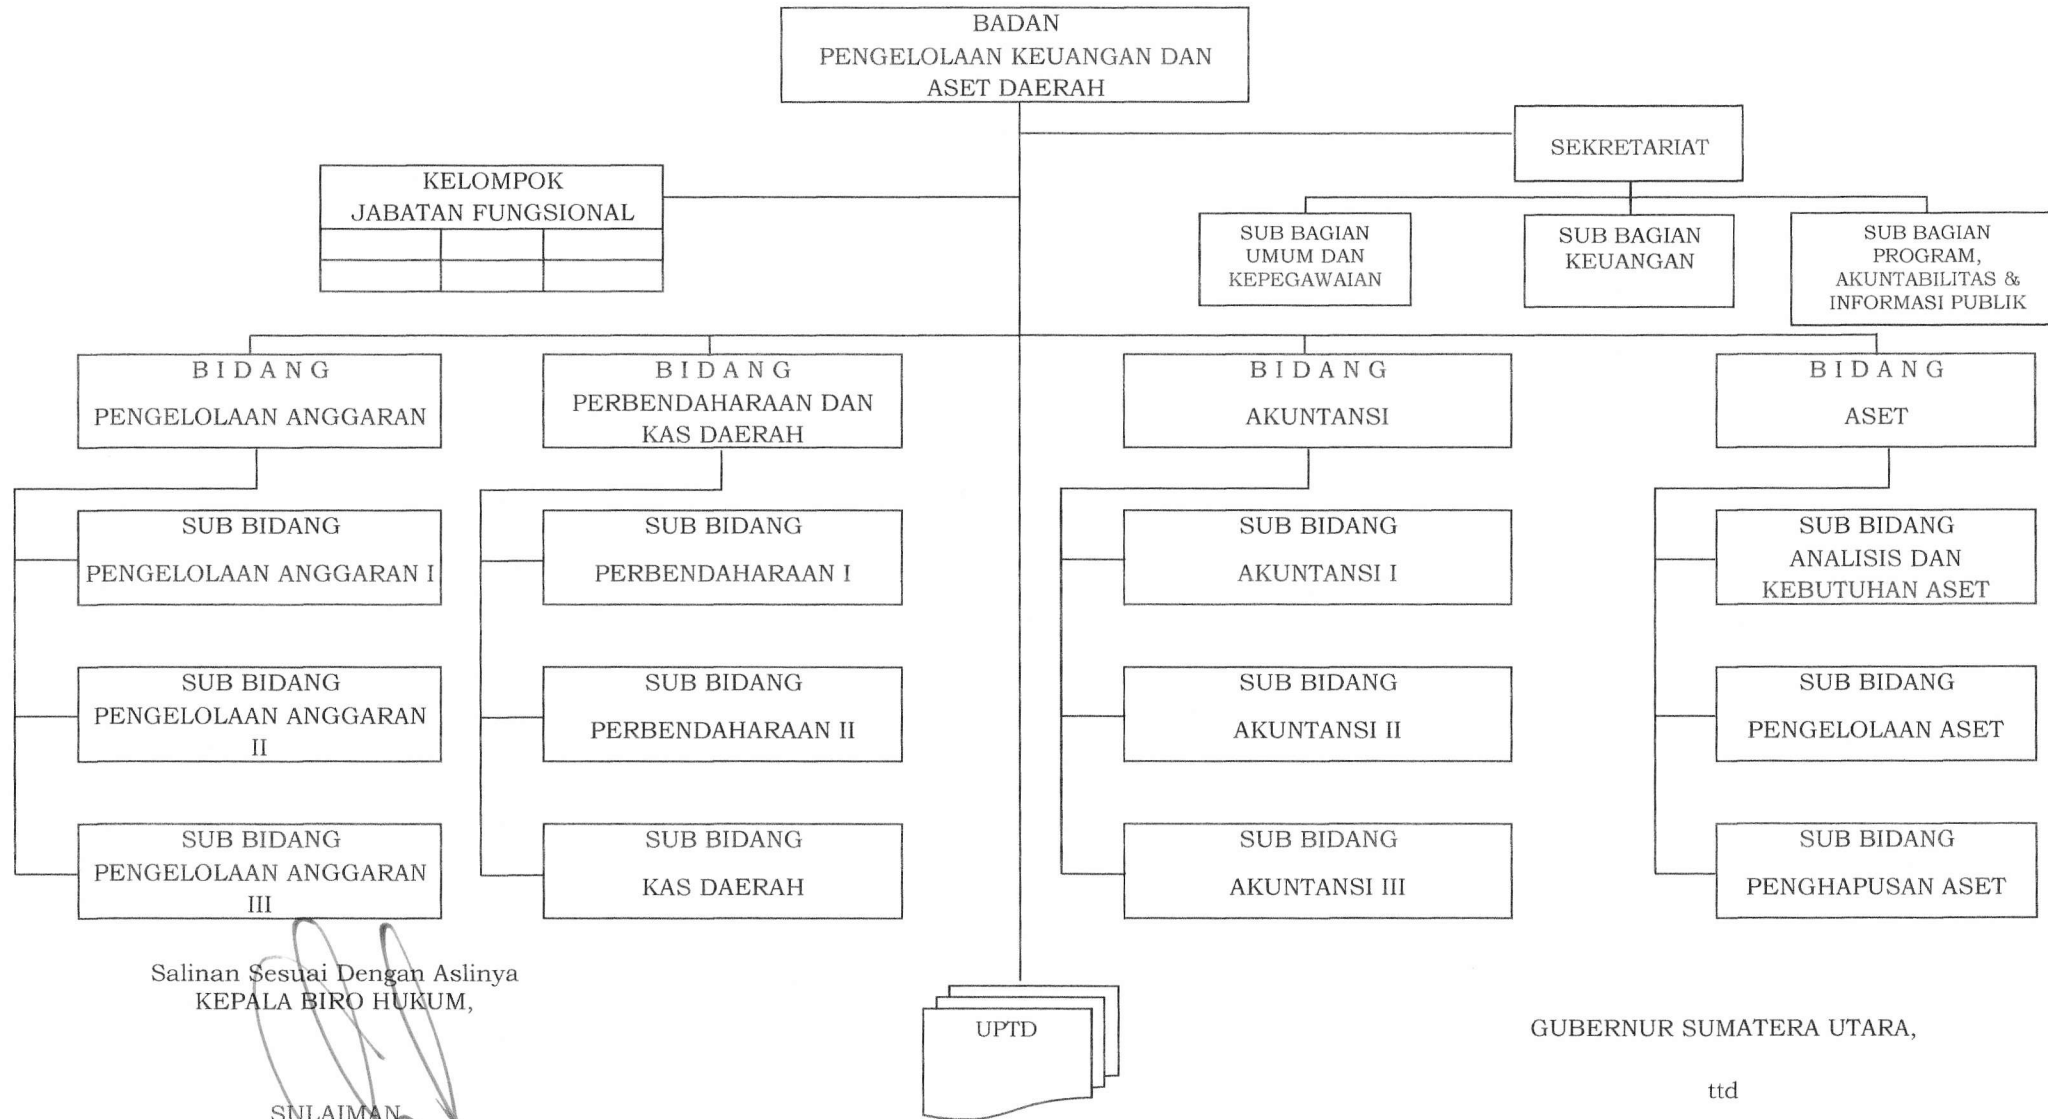 BADAN
PENGELOLAAN KEUANGAN DAN
ASET DAERAH
SEKRETARIAT
KELOMPOK
JABATAN FUNGSIONAL
SUB BAGIAN
UMUM DAN
KEPEGAWAIAN
SUB BAGIAN
KEUANGAN
SUB BAGIAN
PROGRAM,
AKUNTABILITAS &
INFORMASI PUBLIK
B I D A N G
PENGELOLAAN ANGGARAN
B I D A N G
PERBENDAHARAAN DAN
KAS DAERAH
B I D A N G
AKUNTANSI
B I D A N G
ASET
SUB BIDANG
PENGELOLAAN ANGGARAN I
SUB BIDANG
PERBENDAHARAAN I
SUB BIDANG
AKUNTANSI I
SUB BIDANG
ANALISIS DAN
KEBUTUHAN ASET
SUB BIDANG
PENGELOLAAN ANGGARAN
II
SUB BIDANG
PERBENDAHARAAN II
SUB BIDANG
AKUNTANSI II
SUB BIDANG
PENGELOLAAN ASET
SUB BIDANG
PENGELOLAAN ANGGARAN
III
SUB BIDANG
KAS DAERAH
SUB BIDANG
AKUNTANSI III
SUB BIDANG
PENGHAPUSAN ASET
Salinan Sesuai Dengan Aslinya
KEPALA BIRO HUKUM,
SULAIMAN
UPTD
GUBERNUR SUMATERA UTARA,
ttd